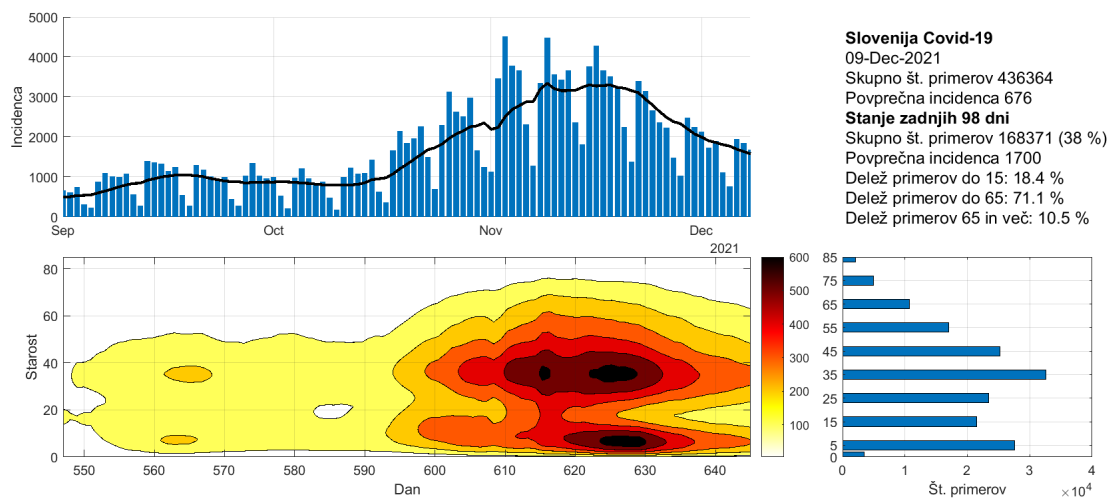 5000
4000
3000
2000
1000
0
Incidenca
Sep
Oct
Nov
Dec
2021
Slovenija Covid-19
09-Dec-2021
Skupno št. primerov 436364
Povprečna incidenca 676
Stanje zadnjih 98 dni
Skupno št. primerov 168371 (38 %)
Povprečna incidenca 1700
Delež primerov do 15: 18.4 %
Delež primerov do 65: 71.1 %
Delež primerov 65 in več: 10.5 %
80
60
40
20
0
Starost
550
560
570
580
590
600
610
620
630
640
Dan
600
500
400
300
200
100
85
75
65
55
45
35
25
15
5
0
0
1
2
3
4
Št. primerov
×10^4